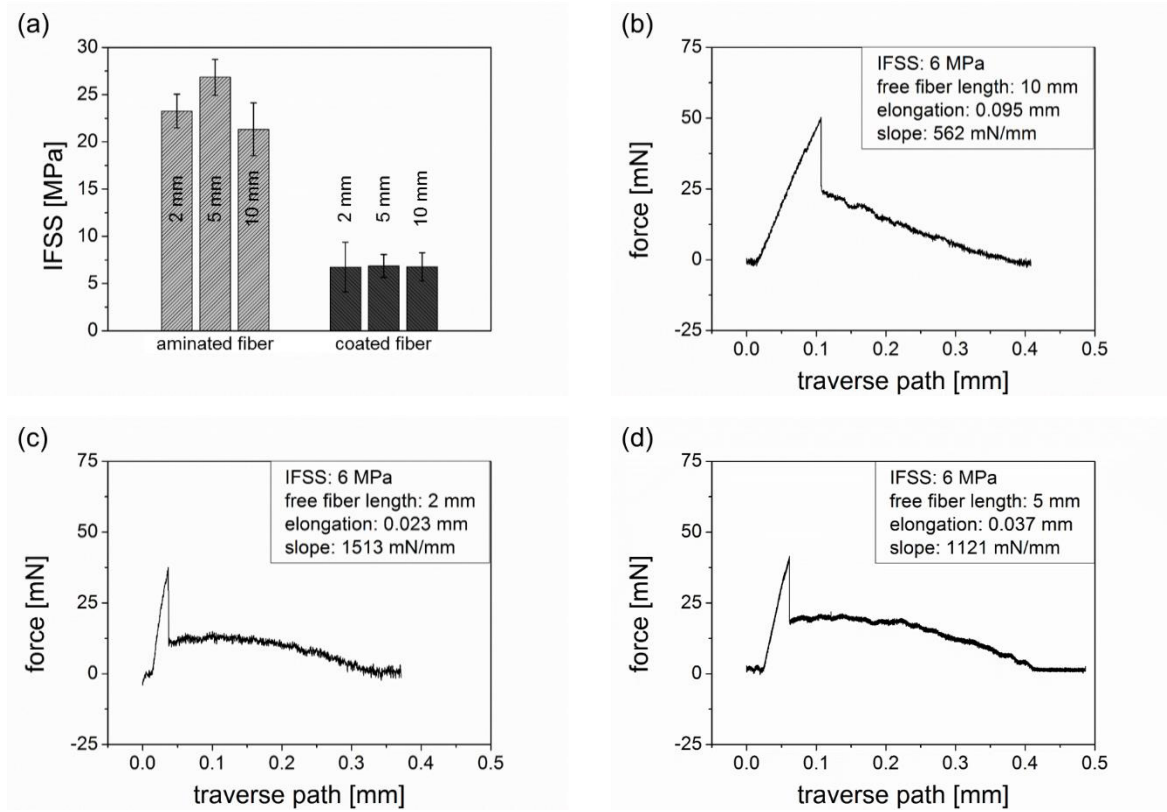 (a)
IFSS [MPa]
30
25
20
15
10
5
0
2 mm
5 mm
10 mm
2 mm
5 mm
10 mm
aminated fiber
coated fiber
(b)
force [mN]
75
50
25
0
-25
IFSS: 6 MPa
free fiber length: 10 mm
elongation: 0.095 mm
slope: 562 mN/mm
0.0 0.1 0.2 0.3 0.4 0.5
traverse path [mm]
(c)
force [mN]
75
50
25
0
-25
IFSS: 6 MPa
free fiber length: 2 mm
elongation: 0.023 mm
slope: 1513 mN/mm
0.0 0.1 0.2 0.3 0.4 0.5
traverse path [mm]
(d)
force [mN]
75
50
25
0
-25
IFSS: 6 MPa
free fiber length: 5 mm
elongation: 0.037 mm
slope: 1121 mN/mm
0.0 0.1 0.2 0.3 0.4 0.5
traverse path [mm]